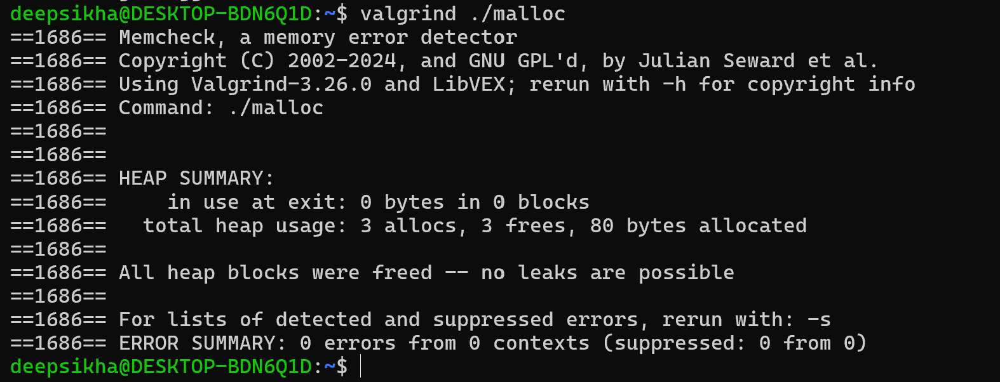 deepsikha@DESKTOP-BDN6Q1D:~$ valgrind ./malloc
==1686== Memcheck, a memory error detector
==1686== Copyright (C) 2002-2024, and GNU GPL'd, by Julian Seward et al.
==1686== Using Valgrind-3.26.0 and LibVEX; rerun with -h for copyright info
==1686== Command: ./malloc
==1686==
==1686==
==1686== HEAP SUMMARY:
==1686==     in use at exit: 0 bytes in 0 blocks
==1686==   total heap usage: 3 allocs, 3 frees, 80 bytes allocated
==1686==
==1686== All heap blocks were freed -- no leaks are possible
==1686==
==1686== For lists of detected and suppressed errors, rerun with: -s
==1686== ERROR SUMMARY: 0 errors from 0 contexts (suppressed: 0 from 0)
deepsikha@DESKTOP-BDN6Q1D:~$